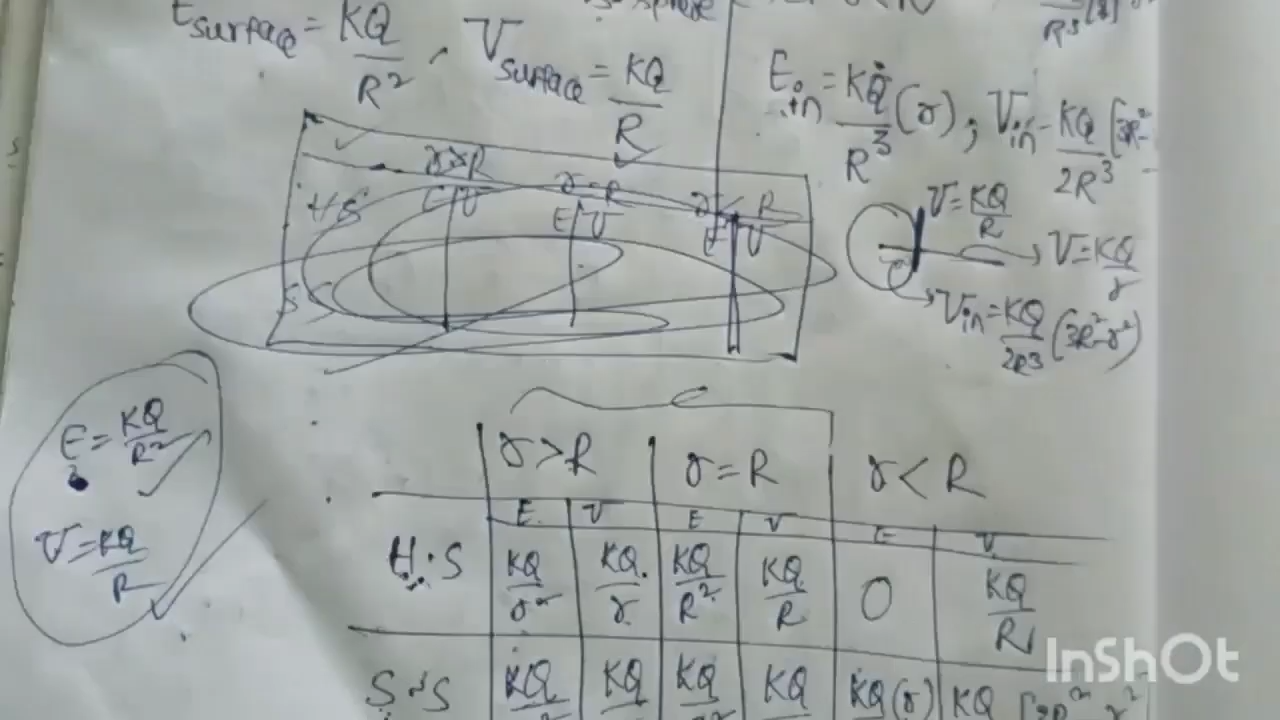 E surface = KQ/R², V surface = KQ/R
E in = KQ/R³ (r) ; V in = KQ/2R³ [3R²-
r>R r=R r<R
H S E V E V E V
S S
V = KQ/R
V = KQ/r
V in = KQ/2R³ (3R²-r²)
E = KQ/R²
V = KQ/R
r>R r=R r<R
E V E V E V
H.S KQ/r² KQ/r KQ/R² KQ/R 0 KQ/R
S.S KQ KQ KQ KQ KQ(r) KQ
InShOt